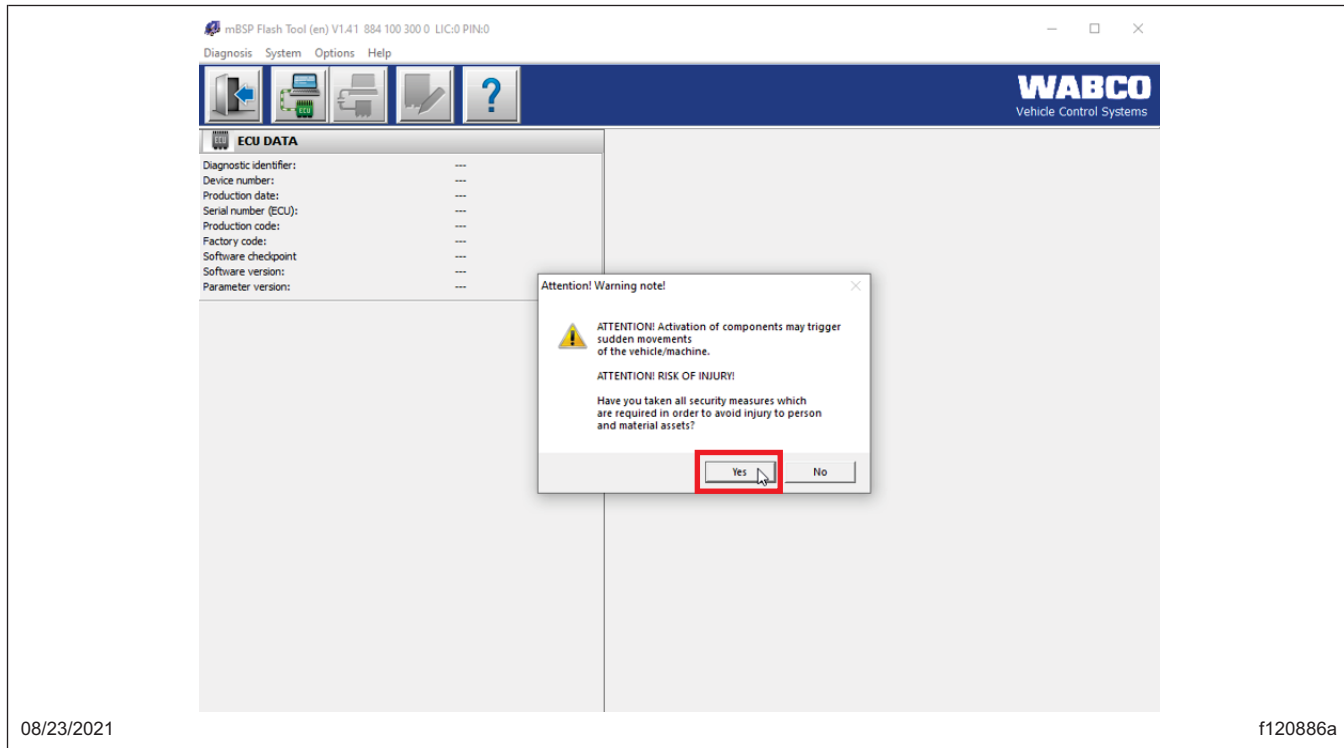 mBSP Flash Tool (en) V1.41 884 100 300 0 LIC:0 PIN:0
Diagnosis System Options Help
ECU
?
WABCO
Vehicle Control Systems
ECU DATA
Diagnostic identifier: ---
Device number: ---
Production date: ---
Serial number (ECU): ---
Production code: ---
Factory code: ---
Software checkpoint ---
Software version: ---
Parameter version: ---
Attention! Warning note!
ATTENTION! Activation of components may trigger
sudden movements
of the vehicle/machine.
ATTENTION! RISK OF INJURY!
Have you taken all security measures which
are required in order to avoid injury to person
and material assets?
Yes No
08/23/2021 f120886a